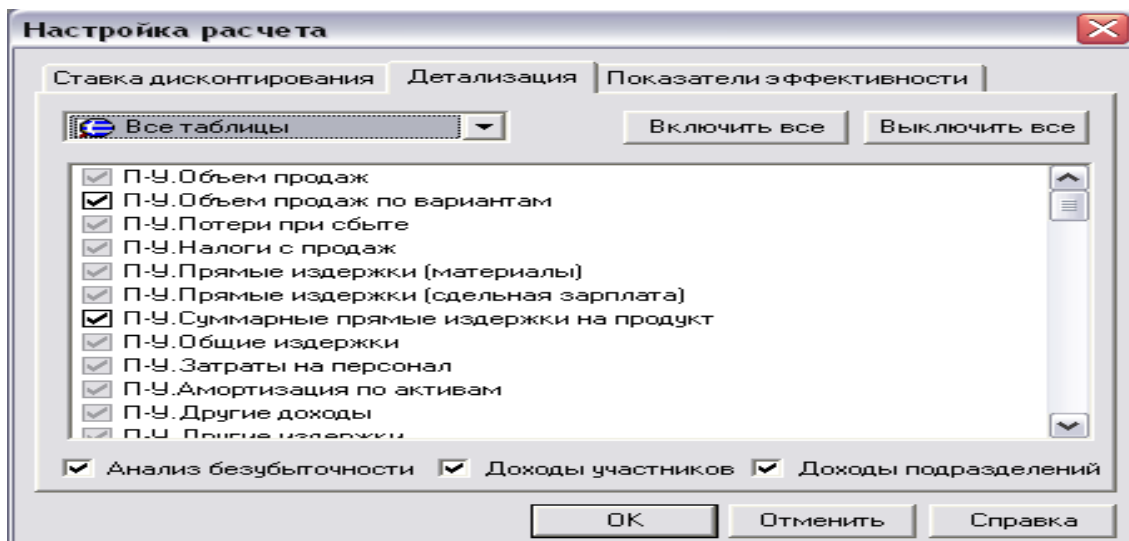 Настройка расчета
Ставка дисконтирования Детализация Показатели эффективности
Все таблицы Включить все Выключить все
П-У.Объем продаж
П-У.Объем продаж по вариантам
П-У.Потери при сбыте
П-У.Налоги с продаж
П-У.Прямые издержки (материалы)
П-У.Прямые издержки (сдельная зарплата)
П-У.Суммарные прямые издержки на продукт
П-У.Общие издержки
П-У.Затраты на персонал
П-У.Амортизация по активам
П-У.Другие доходы
П-У.Другие издержки
Анализ безубыточности Доходы участников Доходы подразделений
OK Отменить Справка